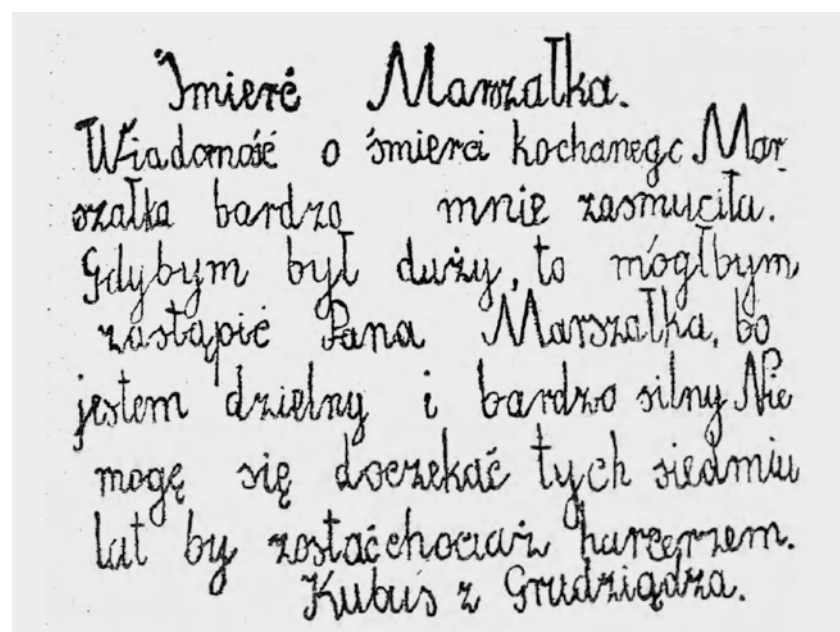 Śmierć Marszałka.
Wiadomość o śmierci kochanego Mar
szałka bardzo mnie zasmuciła.
Gdybym był duży, to mógłbym
zastąpić Pana Marszałka, bo
jestem dzielny i bardzo silny Nie
mogę się doczekać tych siedmiu
lat by zostać chociaż harcerzem.
Kubuś z Grudziądza.